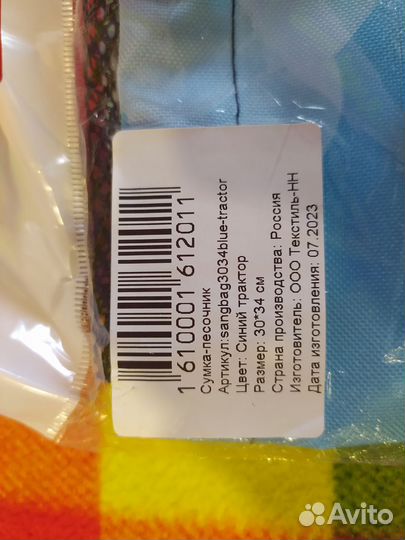 1610001612011
Сумка-песочник
Артикул:sangbag3034blue-tractor
Цвет: Синий трактор
Размер: 30*34 см
Страна производства: Россия
Изготовитель: ООО Текстиль-НН
Дата изготовления: 07.2023
Avito